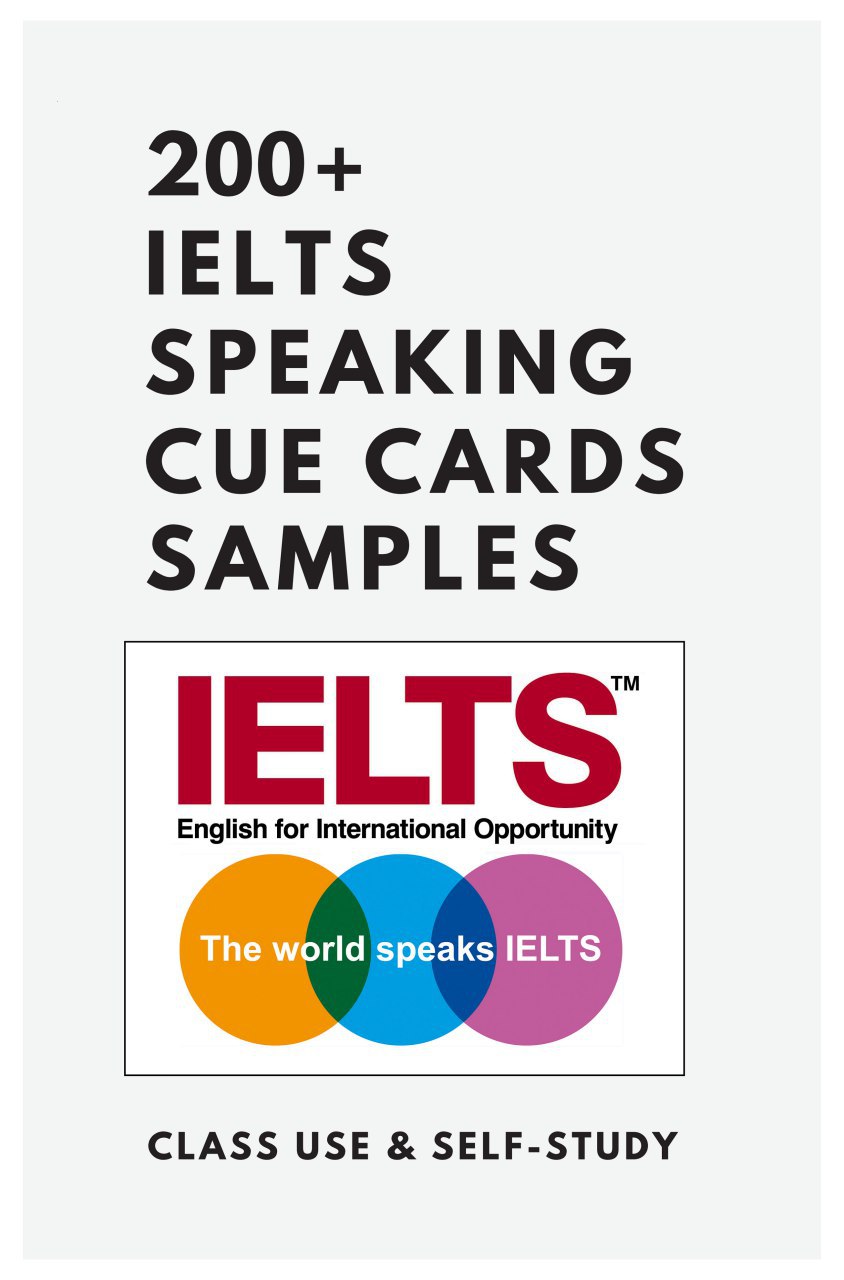 200+
IELTS
SPEAKING
CUE CARDS
SAMPLES
IELTS™
English for International Opportunity
The world speaks IELTS
CLASS USE & SELF-STUDY